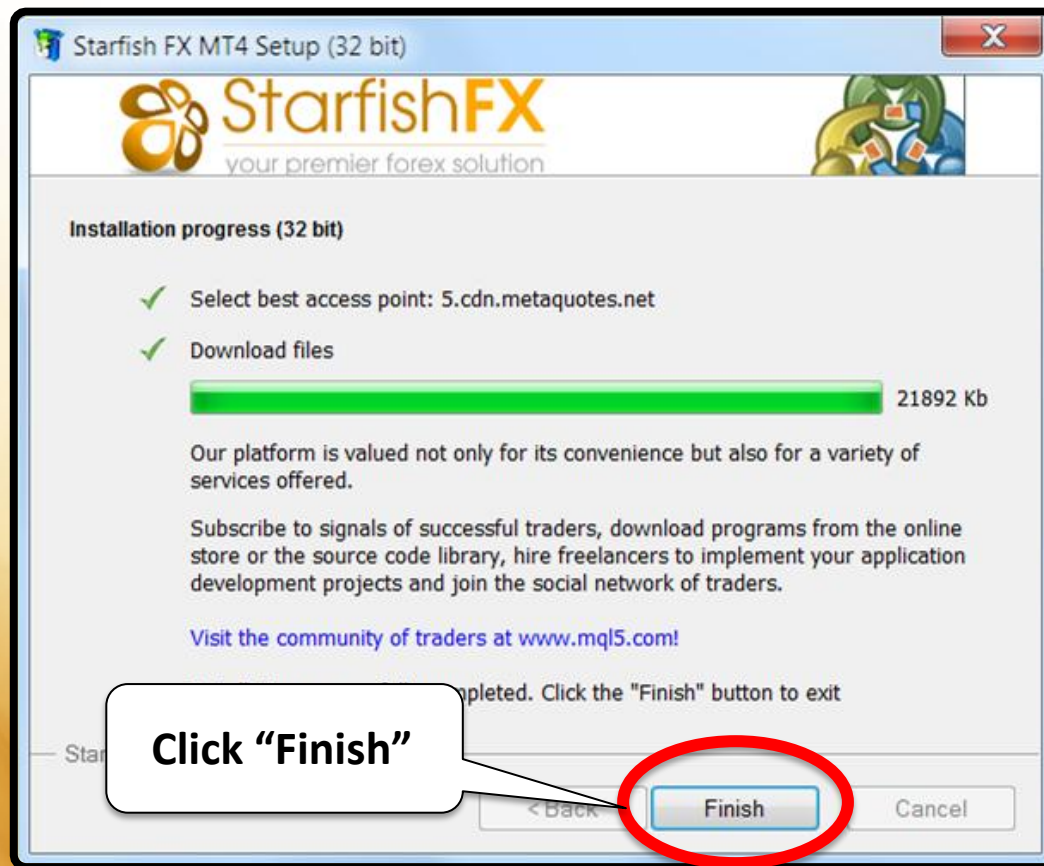 Starfish FX MT4 Setup (32 bit)
StarfishFX
your premier forex solution
Installation progress (32 bit)
Select best access point: 5.cdn.metaquotes.net
Download files
21892 Kb
Our platform is valued not only for its convenience but also for a variety of
services offered.
Subscribe to signals of successful traders, download programs from the online
store or the source code library, hire freelancers to implement your application
development projects and join the social network of traders.
Visit the community of traders at www.mql5.com!
Click the "Finish" button to exit
Click “Finish”
< Back
Finish
Cancel